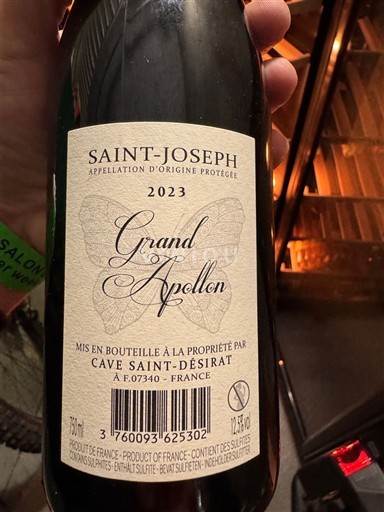 SAINT-JOSEPH
APPELLATION D'ORIGINE PROTÉGÉE
2023
Grand
Apollon
MIS EN BOUTEILLE À LA PROPRIÉTÉ PAR
CAVE SAINT-DÉSIRAT
À F.07340 - FRANCE
750 ml
3 760093 625302
12,5% vol
PRODUIT DE FRANCE - PRODUCT OF FRANCE - CONTIENT DES SULFITES
CONTAINS SULPHITES - ENTHÄLT SULFITE - BEVAT SULFIETEN - INDEHOLDER SULFITTER
SALON